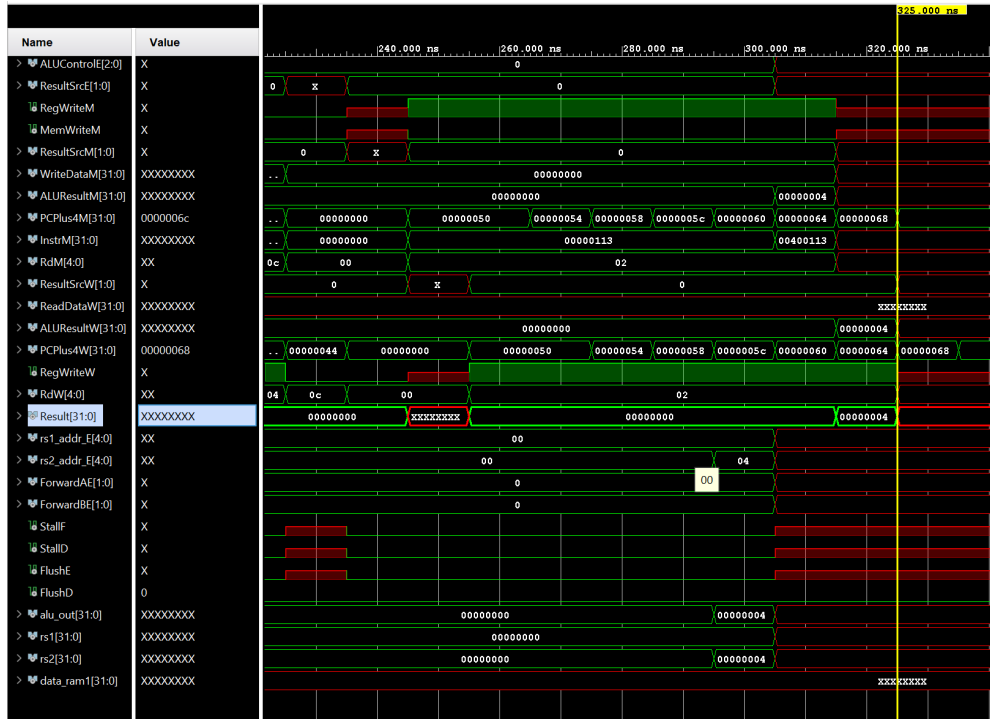 325.000 ns
Name Value
240.000 ns 260.000 ns 280.000 ns 300.000 ns 320.000 ns
ALUControlE[2:0] X 0
ResultSrcE[1:0] X 0 X 0
RegWriteM X
MemWriteM X
ResultSrcM[1:0] X 0 X 0
WriteDataM[31:0] XXXXXXXX .. 00000000
ALUResultM[31:0] XXXXXXXX 00000000 00000004
PCPlus4M[31:0] 0000006c .. 00000000 00000050 00000054 00000058 0000005c 00000060 00000064 00000068
InstrM[31:0] XXXXXXXX .. 00000000 00000113 00400113
RdM[4:0] XX 0c 00 02
ResultSrcW[1:0] X 0 X 0
ReadDataW[31:0] XXXXXXXX XXXXXXXX
ALUResultW[31:0] XXXXXXXX 00000000 00000004
PCPlus4W[31:0] 00000068 .. 00000044 00000000 00000050 00000054 00000058 0000005c 00000060 00000064 00000068
RegWriteW X
RdW[4:0] XX 04 0c 00 02
Result[31:0] XXXXXXXX 00000000 XXXXXXXX 00000000 00000004
rs1_addr_E[4:0] XX 00
rs2_addr_E[4:0] XX 00 04
ForwardAE[1:0] X 0 00
ForwardBE[1:0] X 0
StallF X
StallD X
FlushE X
FlushD 0
alu_out[31:0] XXXXXXXX 00000000 00000004
rs1[31:0] XXXXXXXX 00000000
rs2[31:0] XXXXXXXX 00000000 00000004
data_ram1[31:0] XXXXXXXX XXXXXXXX